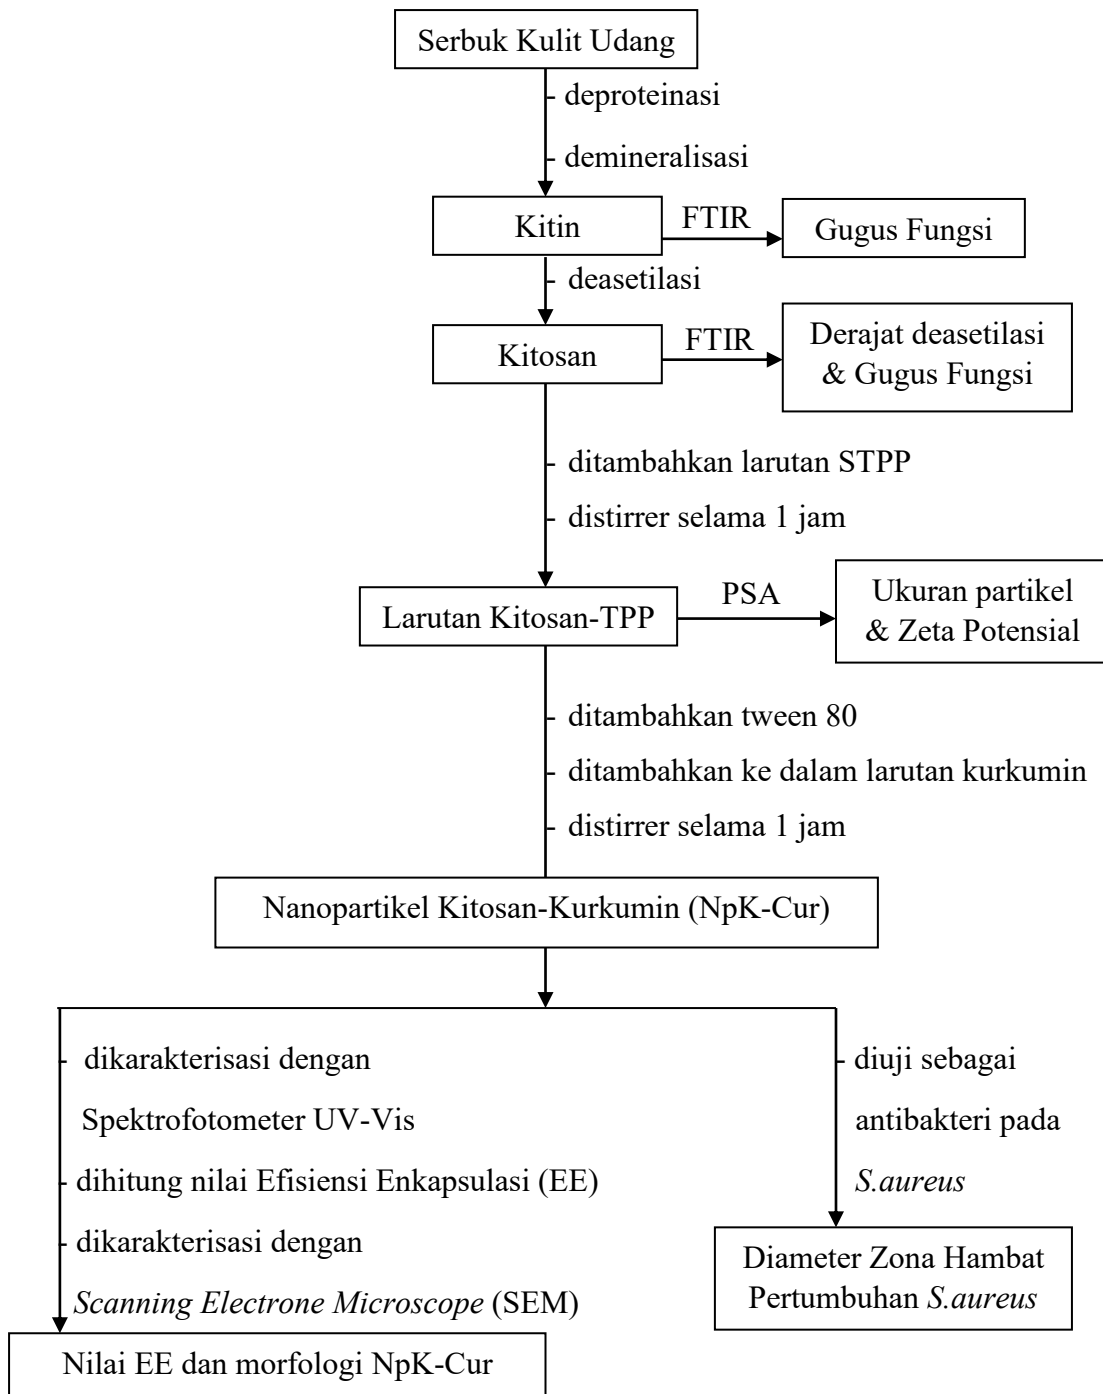 Serbuk Kulit Udang
- deproteinasi
- demineralisasi
Kitin
FTIR
Gugus Fungsi
- deasetilasi
Kitosan
FTIR
Derajat deasetilasi
& Gugus Fungsi
- ditambahkan larutan STPP
- distirrer selama 1 jam
Larutan Kitosan-TPP
PSA
Ukuran partikel
& Zeta Potensial
- ditambahkan tween 80
- ditambahkan ke dalam larutan kurkumin
- distirrer selama 1 jam
Nanopartikel Kitosan-Kurkumin (NpK-Cur)
- dikarakterisasi dengan
Spektrofotometer UV-Vis
- dihitung nilai Efisiensi Enkapsulasi (EE)
- dikarakterisasi dengan
Scanning Electrone Microscope (SEM)
Nilai EE dan morfologi NpK-Cur
- diuji sebagai
antibakteri pada
S.aureus
Diameter Zona Hambat
Pertumbuhan S.aureus